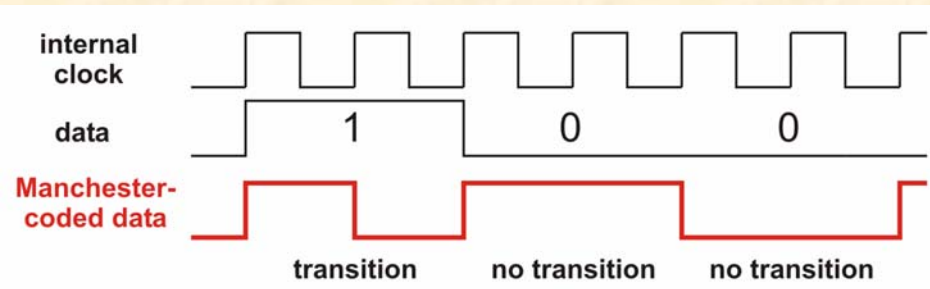 internal
clock
data
1 0 0
Manchester-
coded data
transition no transition no transition